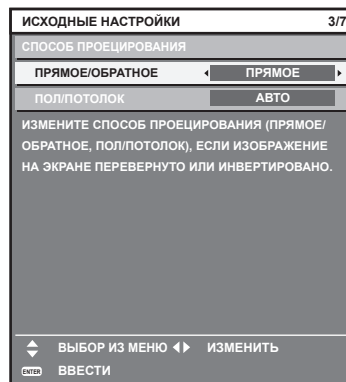 ИСХОДНЫЕ НАСТРОЙКИ 3/7
СПОСОБ ПРОЕЦИРОВАНИЯ
ПРЯМОЕ/ОБРАТНОЕ ПРЯМОЕ
ПОЛ/ПОТОЛОК АВТО
ИЗМЕНИТЕ СПОСОБ ПРОЕЦИРОВАНИЯ (ПРЯМОЕ/
ОБРАТНОЕ, ПОЛ/ПОТОЛОК), ЕСЛИ ИЗОБРАЖЕНИЕ
НА ЭКРАНЕ ПЕРЕВЕРНУТО ИЛИ ИНВЕРТИРОВАНО.
ВЫБОР ИЗ МЕНЮ ИЗМЕНИТЬ
ENTER ВВЕСТИ